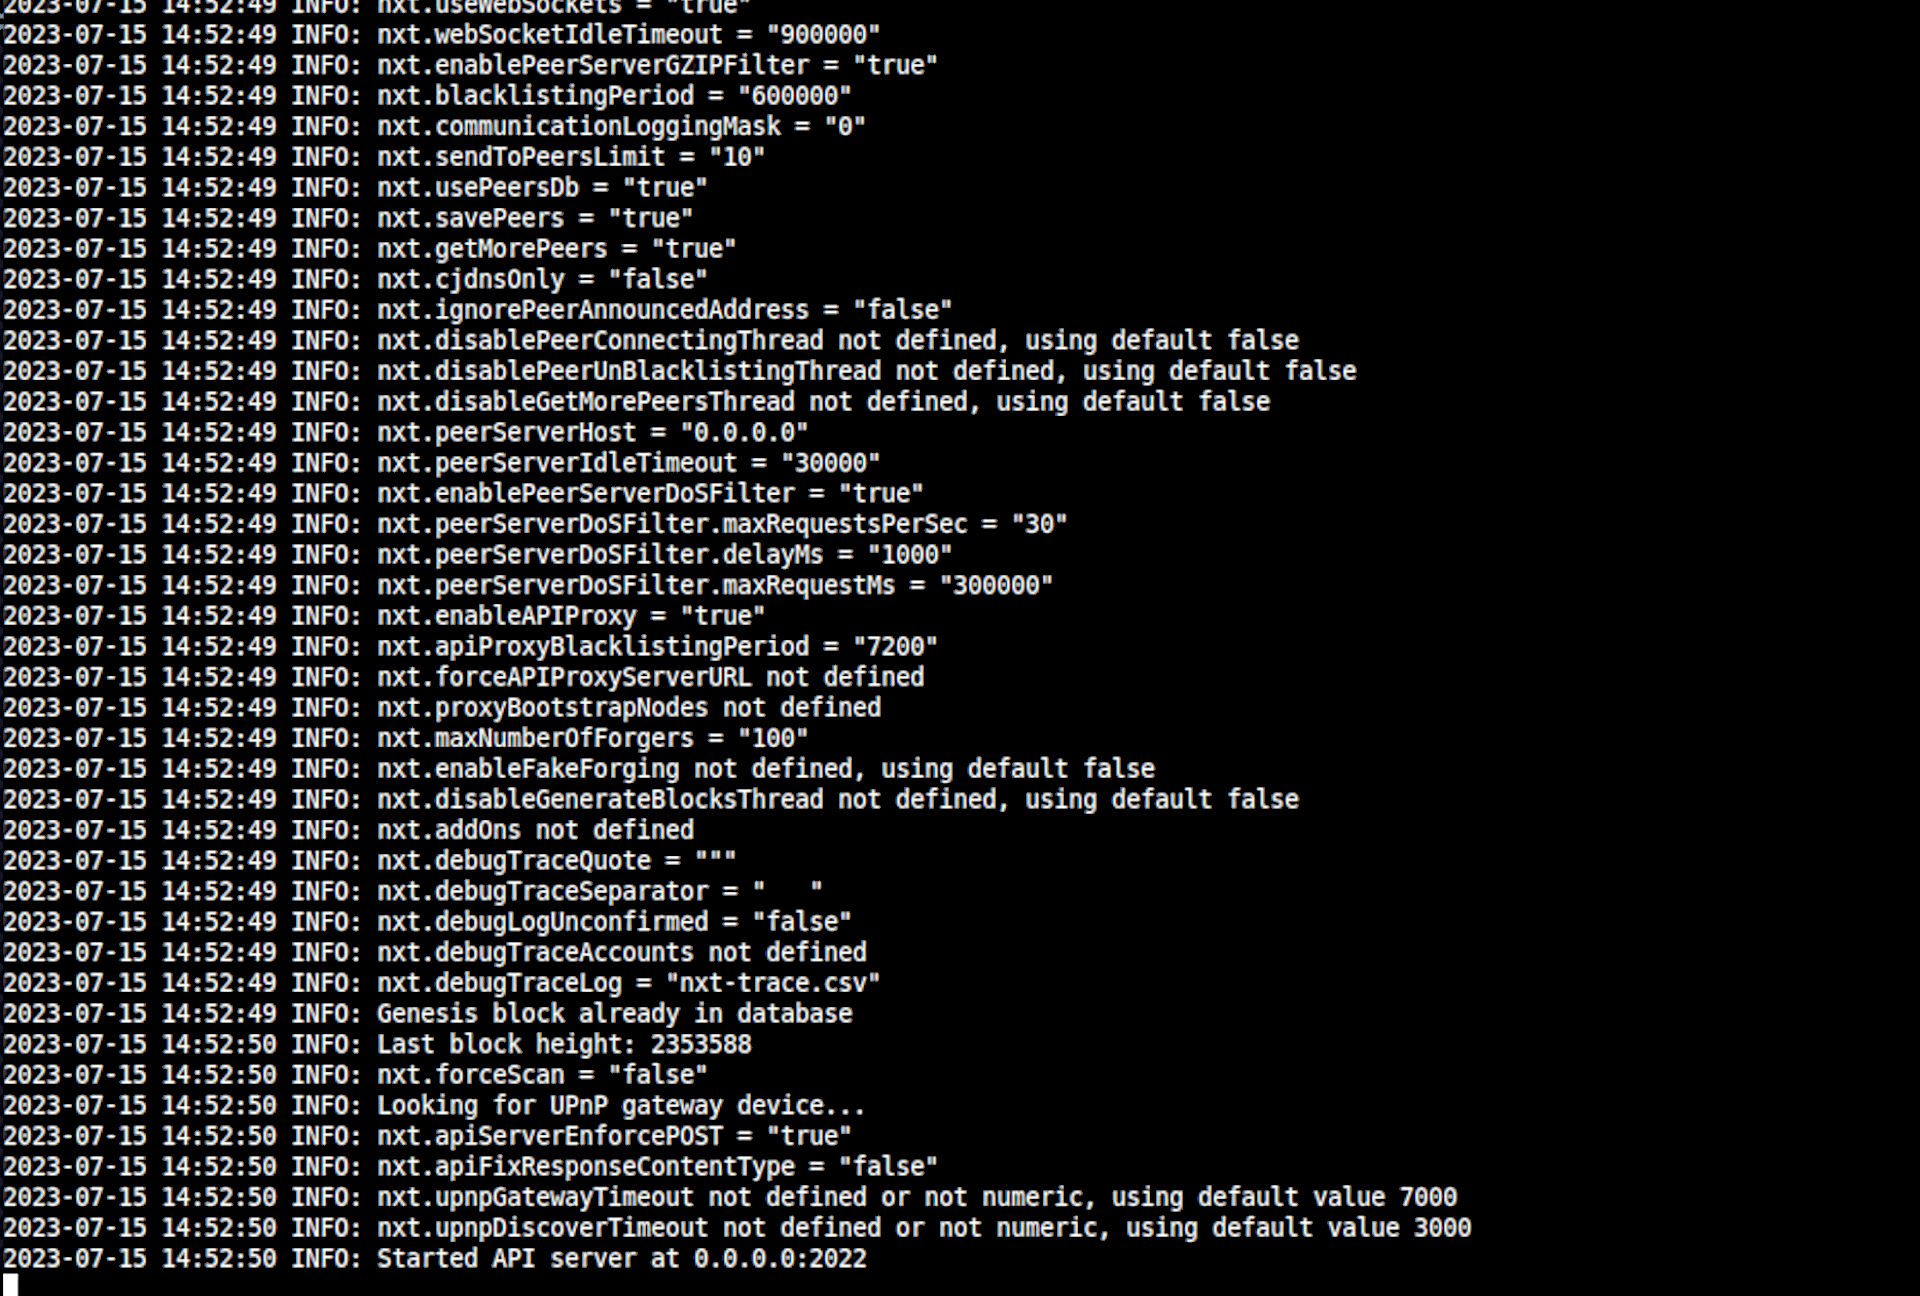 2023-07-15 14:52:49 INFO: nxt.useWebSockets = "true"
2023-07-15 14:52:49 INFO: nxt.webSocketIdleTimeout = "900000"
2023-07-15 14:52:49 INFO: nxt.enablePeerServerGZIPFilter = "true"
2023-07-15 14:52:49 INFO: nxt.blacklistingPeriod = "600000"
2023-07-15 14:52:49 INFO: nxt.communicationLoggingMask = "0"
2023-07-15 14:52:49 INFO: nxt.sendToPeersLimit = "10"
2023-07-15 14:52:49 INFO: nxt.usePeersDb = "true"
2023-07-15 14:52:49 INFO: nxt.savePeers = "true"
2023-07-15 14:52:49 INFO: nxt.getMorePeers = "true"
2023-07-15 14:52:49 INFO: nxt.cjdnsOnly = "false"
2023-07-15 14:52:49 INFO: nxt.ignorePeerAnnouncedAddress = "false"
2023-07-15 14:52:49 INFO: nxt.disablePeerConnectingThread not defined, using default false
2023-07-15 14:52:49 INFO: nxt.disablePeerUnBlacklistingThread not defined, using default false
2023-07-15 14:52:49 INFO: nxt.disableGetMorePeersThread not defined, using default false
2023-07-15 14:52:49 INFO: nxt.peerServerHost = "0.0.0.0"
2023-07-15 14:52:49 INFO: nxt.peerServerIdleTimeout = "30000"
2023-07-15 14:52:49 INFO: nxt.enablePeerServerDoSFilter = "true"
2023-07-15 14:52:49 INFO: nxt.peerServerDoSFilter.maxRequestsPerSec = "30"
2023-07-15 14:52:49 INFO: nxt.peerServerDoSFilter.delayMs = "1000"
2023-07-15 14:52:49 INFO: nxt.peerServerDoSFilter.maxRequestMs = "300000"
2023-07-15 14:52:49 INFO: nxt.enableAPIProxy = "true"
2023-07-15 14:52:49 INFO: nxt.apiProxyBlacklistingPeriod = "7200"
2023-07-15 14:52:49 INFO: nxt.forceAPIProxyServerURL not defined
2023-07-15 14:52:49 INFO: nxt.proxyBootstrapNodes not defined
2023-07-15 14:52:49 INFO: nxt.maxNumberOfForgers = "100"
2023-07-15 14:52:49 INFO: nxt.enableFakeForging not defined, using default false
2023-07-15 14:52:49 INFO: nxt.disableGenerateBlocksThread not defined, using default false
2023-07-15 14:52:49 INFO: nxt.addOns not defined
2023-07-15 14:52:49 INFO: nxt.debugTraceQuote = """
2023-07-15 14:52:49 INFO: nxt.debugTraceSeparator = "   "
2023-07-15 14:52:49 INFO: nxt.debugLogUnconfirmed = "false"
2023-07-15 14:52:49 INFO: nxt.debugTraceAccounts not defined
2023-07-15 14:52:49 INFO: nxt.debugTraceLog = "nxt-trace.csv"
2023-07-15 14:52:49 INFO: Genesis block already in database
2023-07-15 14:52:50 INFO: Last block height: 2353588
2023-07-15 14:52:50 INFO: nxt.forceScan = "false"
2023-07-15 14:52:50 INFO: Looking for UPnP gateway device...
2023-07-15 14:52:50 INFO: nxt.apiServerEnforcePOST = "true"
2023-07-15 14:52:50 INFO: nxt.apiFixResponseContentType = "false"
2023-07-15 14:52:50 INFO: nxt.upnpGatewayTimeout not defined or not numeric, using default value 7000
2023-07-15 14:52:50 INFO: nxt.upnpDiscoverTimeout not defined or not numeric, using default value 3000
2023-07-15 14:52:50 INFO: Started API server at 0.0.0.0:2022